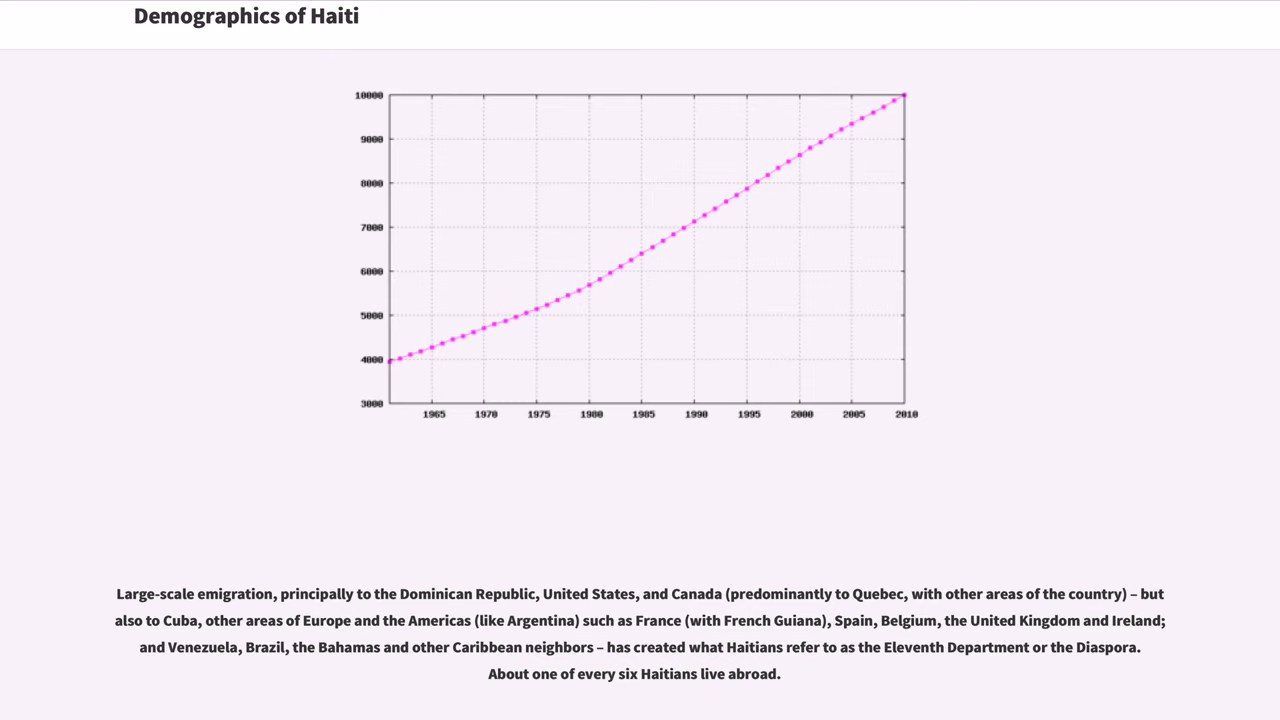 Demographics of Haiti
10000
9000
8000
7000
6000
5000
4000
3000
1965 1970 1975 1980 1985 1990 1995 2000 2005 2010
Large-scale emigration, principally to the Dominican Republic, United States, and Canada (predominantly to Quebec, with other areas of the country) – but
also to Cuba, other areas of Europe and the Americas (like Argentina) such as France (with French Guiana), Spain, Belgium, the United Kingdom and Ireland;
and Venezuela, Brazil, the Bahamas and other Caribbean neighbors – has created what Haitians refer to as the Eleventh Department or the Diaspora.
About one of every six Haitians live abroad.